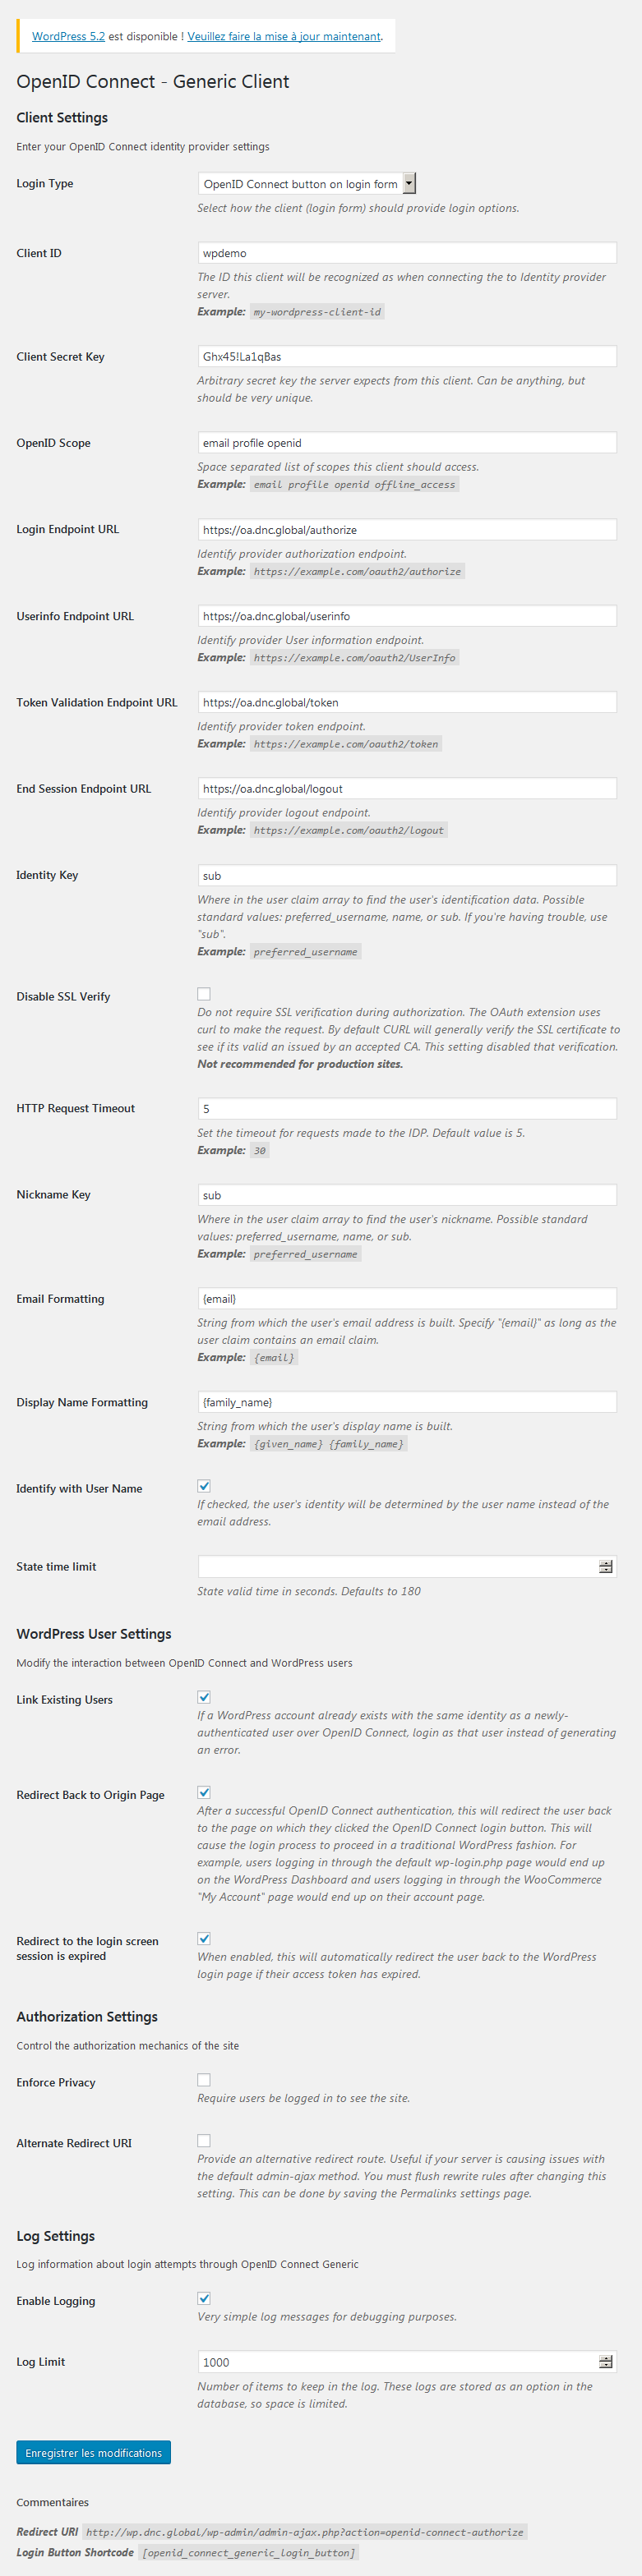 WordPress 5.2 est disponible ! Veuillez faire la mise à jour maintenant.
OpenID Connect - Generic Client
Client Settings
Enter your OpenID Connect identity provider settings
Login Type
OpenID Connect button on login form
Select how the client (login form) should provide login options.
Client ID
wpdemo
The ID this client will be recognized as when connecting the to Identity provider
server.
Example: my-wordpress-client-id
Client Secret Key
Ghx45!La1qBas
Arbitrary secret key the server expects from this client. Can be anything, but
should be very unique.
OpenID Scope
email profile openid
Space separated list of scopes this client should access.
Example: email profile openid offline_access
Login Endpoint URL
https://oa.dnc.global/authorize
Identify provider authorization endpoint.
Example: https://example.com/oauth2/authorize
Userinfo Endpoint URL
https://oa.dnc.global/userinfo
Identify provider User information endpoint.
Example: https://example.com/oauth2/UserInfo
Token Validation Endpoint URL
https://oa.dnc.global/token
Identify provider token endpoint.
Example: https://example.com/oauth2/token
End Session Endpoint URL
https://oa.dnc.global/logout
Identify provider logout endpoint.
Example: https://example.com/oauth2/logout
Identity Key
sub
Where in the user claim array to find the user's identification data. Possible
standard values: preferred_username, name, or sub. If you're having trouble, use
"sub".
Example: preferred_username
Disable SSL Verify
Do not require SSL verification during authorization. The OAuth extension uses
curl to make the request. By default CURL will generally verify the SSL certificate to
see if its valid an issued by an accepted CA. This setting disabled that verification.
Not recommended for production sites.
HTTP Request Timeout
5
Set the timeout for requests made to the IDP. Default value is 5.
Example: 30
Nickname Key
sub
Where in the user claim array to find the user's nickname. Possible standard
values: preferred_username, name, or sub.
Example: preferred_username
Email Formatting
{email}
String from which the user's email address is built. Specify "{email}" as long as the
user claim contains an email claim.
Example: {email}
Display Name Formatting
{family_name}
String from which the user's display name is built.
Example: {given_name} {family_name}
Identify with User Name
If checked, the user's identity will be determined by the user name instead of the
email address.
State time limit
State valid time in seconds. Defaults to 180
WordPress User Settings
Modify the interaction between OpenID Connect and WordPress users
Link Existing Users
If a WordPress account already exists with the same identity as a newly-
authenticated user over OpenID Connect, login as that user instead of generating
an error.
Redirect Back to Origin Page
After a successful OpenID Connect authentication, this will redirect the user back
to the page on which they clicked the OpenID Connect login button. This will
cause the login process to proceed in a traditional WordPress fashion. For
example, users logging in through the default wp-login.php page would end up
on the WordPress Dashboard and users logging in through the WooCommerce
"My Account" page would end up on their account page.
Redirect to the login screen
session is expired
When enabled, this will automatically redirect the user back to the WordPress
login page if their access token has expired.
Authorization Settings
Control the authorization mechanics of the site
Enforce Privacy
Require users be logged in to see the site.
Alternate Redirect URI
Provide an alternative redirect route. Useful if your server is causing issues with
the default admin-ajax method. You must flush rewrite rules after changing this
setting. This can be done by saving the Permalinks settings page.
Log Settings
Log information about login attempts through OpenID Connect Generic
Enable Logging
Very simple log messages for debugging purposes.
Log Limit
1000
Number of items to keep in the log. These logs are stored as an option in the
database, so space is limited.
Enregistrer les modifications
Commentaires
Redirect URI http://wp.dnc.global/wp-admin/admin-ajax.php?action=openid-connect-authorize
Login Button Shortcode [openid_connect_generic_login_button]